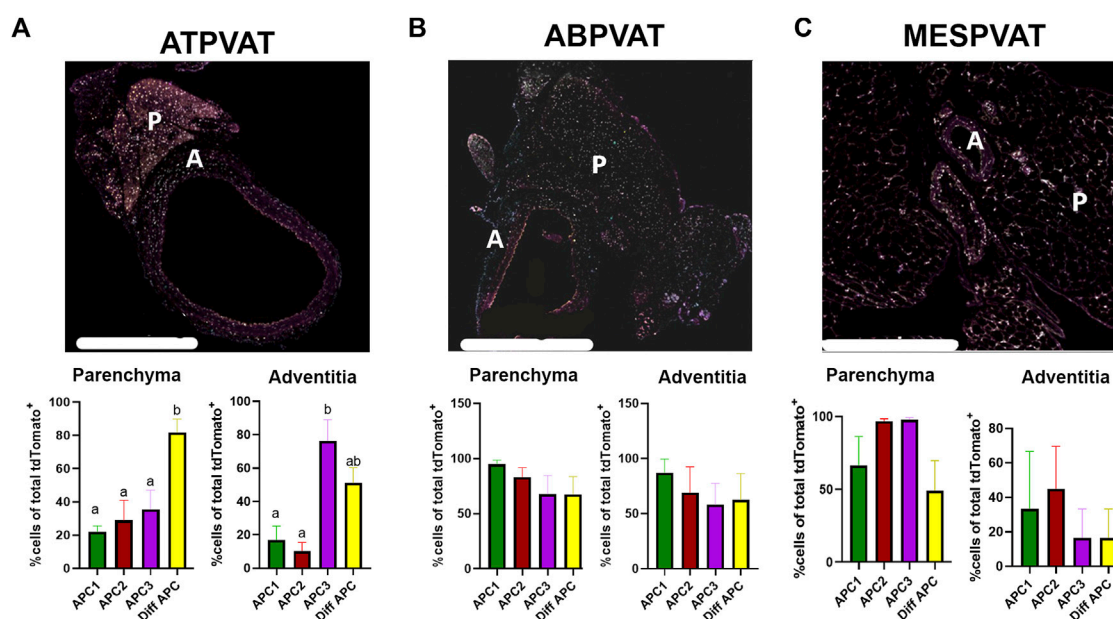 A
ATPVAT
B
ABPVAT
C
MESPVAT
P
A
P
A
A
P
Parenchyma
Adventitia
Parenchyma
Adventitia
Parenchyma
Adventitia
%cells of total tdTomato+
100
80
60
40
20
0
a
a
a
b
APC1
APC2
APC3
Diff APC
%cells of total tdTomato+
100
80
60
40
20
0
a
a
b
ab
APC1
APC2
APC3
Diff APC
%cells of total tdTomato+
150
100
50
0
APC1
APC2
APC3
Diff APC
%cells of total tdTomato+
150
100
50
0
APC1
APC2
APC3
Diff APC
%cells of total tdTomato+
100
50
0
APC1
APC2
APC3
Diff APC
%cells of total tdTomato+
80
60
40
20
0
APC1
APC2
APC3
Diff APC